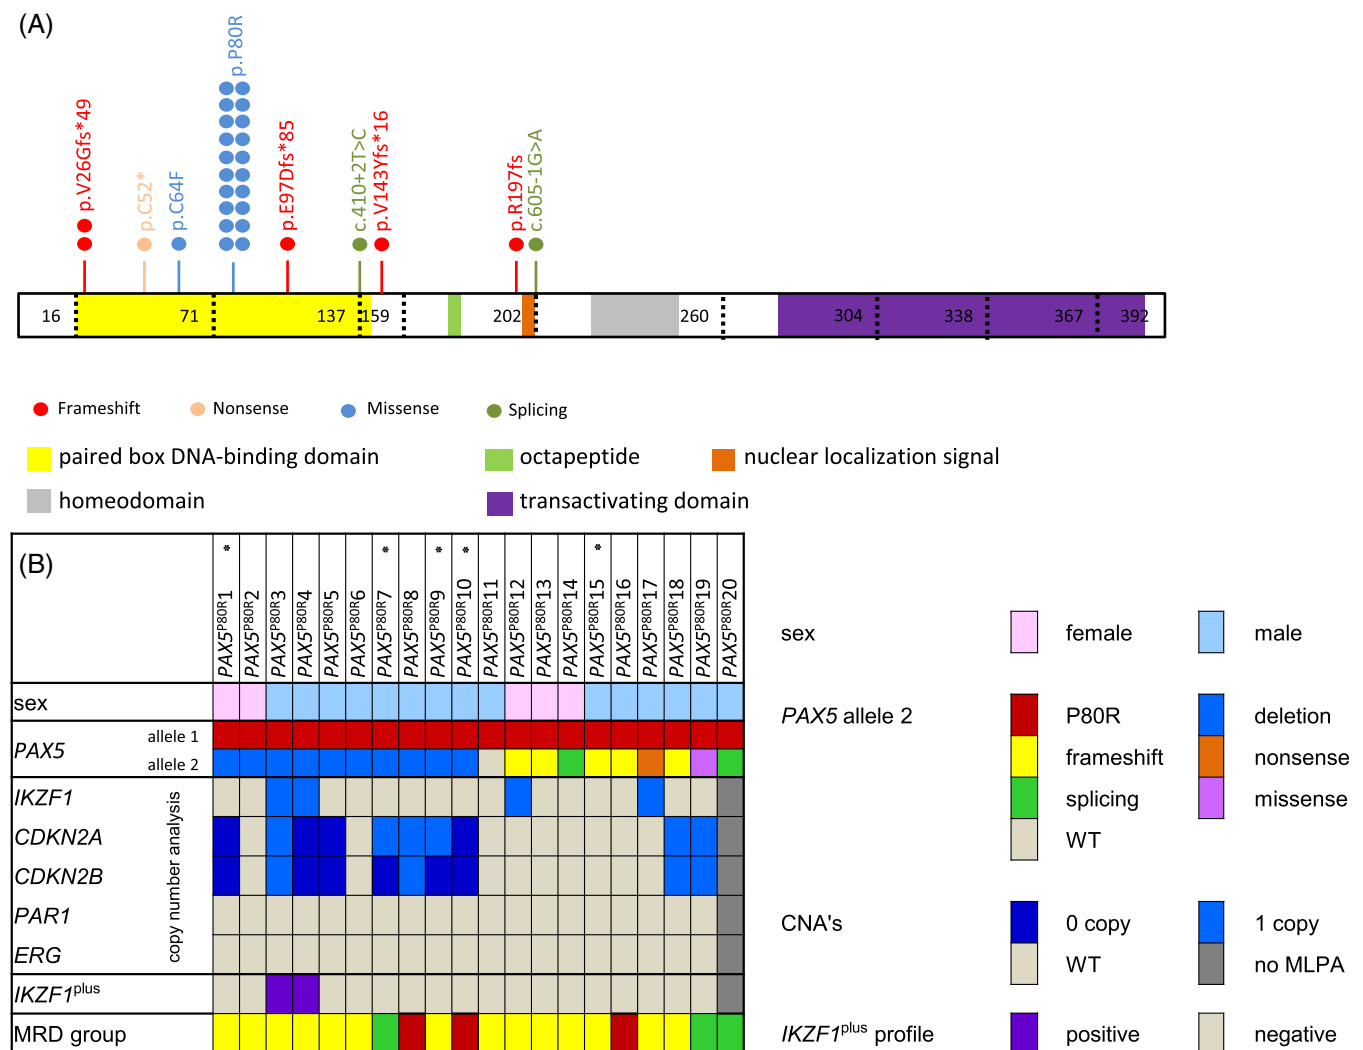 (A)
p.V26Gfs*49
p.C52*
p.C64F
p.P80R
p.E97Dfs*85
c.410+2T>C
p.V143Yfs*16
p.R197fs
c.605-1G>A
16 71 137 159 202 260 304 338 367 392
Frameshift Nonsense Missense Splicing
paired box DNA-binding domain octapeptide nuclear localization signal
homeodomain transactivating domain
(B)
* * * * *
PAX5P80R1
PAX5P80R2
PAX5P80R3
PAX5P80R4
PAX5P80R5
PAX5P80R6
PAX5P80R7
PAX5P80R8
PAX5P80R9
PAX5P80R10
PAX5P80R11
PAX5P80R12
PAX5P80R13
PAX5P80R14
PAX5P80R15
PAX5P80R16
PAX5P80R17
PAX5P80R18
PAX5P80R19
PAX5P80R20
sex
PAX5 allele 1
allele 2
copy number analysis
IKZF1
CDKN2A
CDKN2B
PAR1
ERG
IKZF1plus
MRD group
sex female male
PAX5 allele 2 P80R deletion
frameshift nonsense
splicing missense
WT
CNA's 0 copy 1 copy
WT no MLPA
IKZF1plus profile positive negative